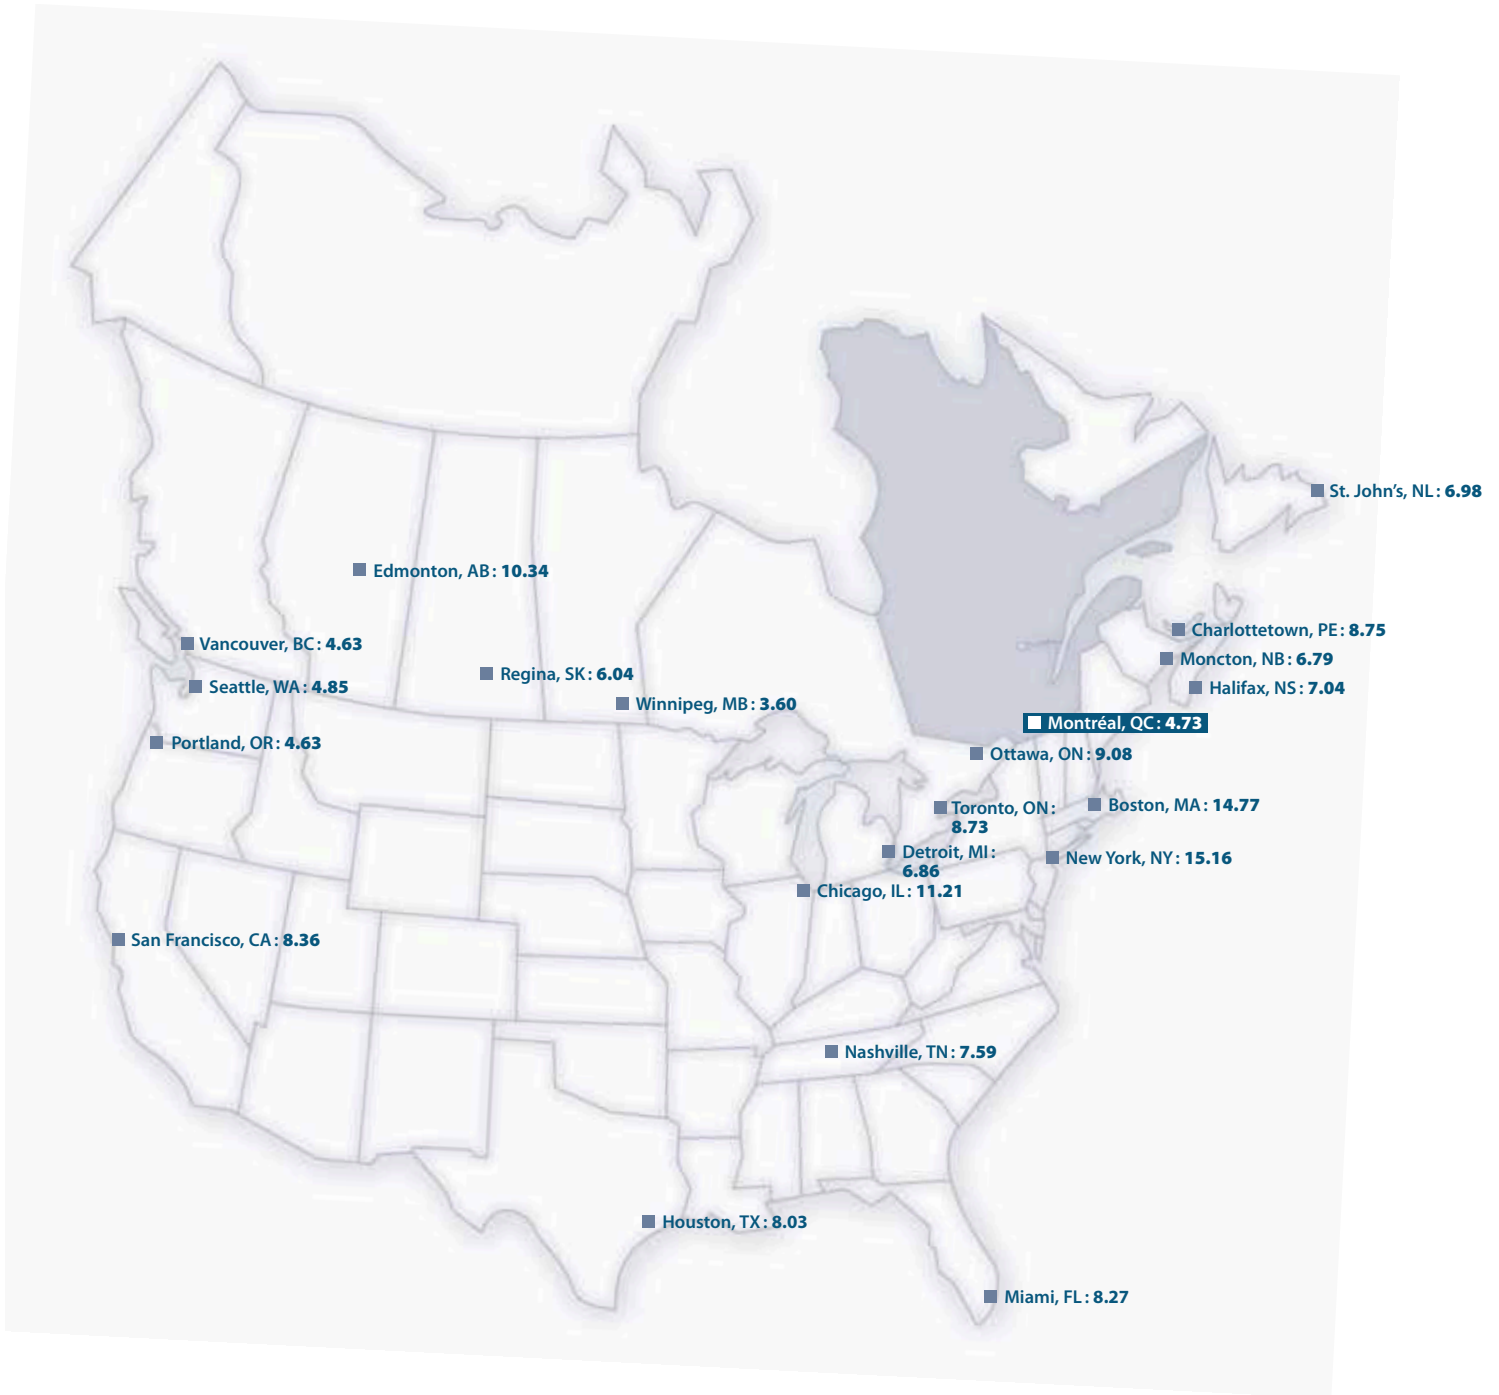 St. John’s, NL : 6.98
Edmonton, AB : 10.34
Charlottetown, PE : 8.75
Vancouver, BC : 4.63
Moncton, NB : 6.79
Regina, SK : 6.04
Seattle, WA : 4.85
Halifax, NS : 7.04
Winnipeg, MB : 3.60
Montréal, QC : 4.73
Portland, OR : 4.63
Ottawa, ON : 9.08
Toronto, ON :
8.73
Boston, MA : 14.77
Detroit, MI :
6.86
New York, NY : 15.16
Chicago, IL : 11.21
San Francisco, CA : 8.36
Nashville, TN : 7.59
Houston, TX : 8.03
Miami, FL : 8.27